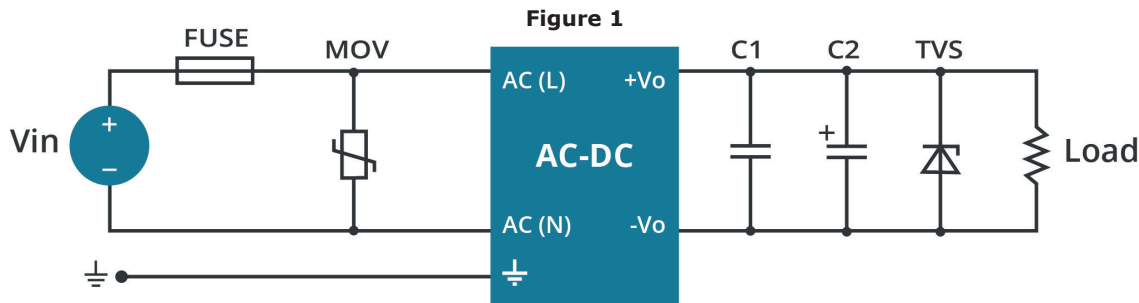 Figure 1
FUSE
MOV
C1
C2
TVS
AC (L)
+Vo
+
Vin
−
AC-DC
+
Load
AC (N)
-Vo